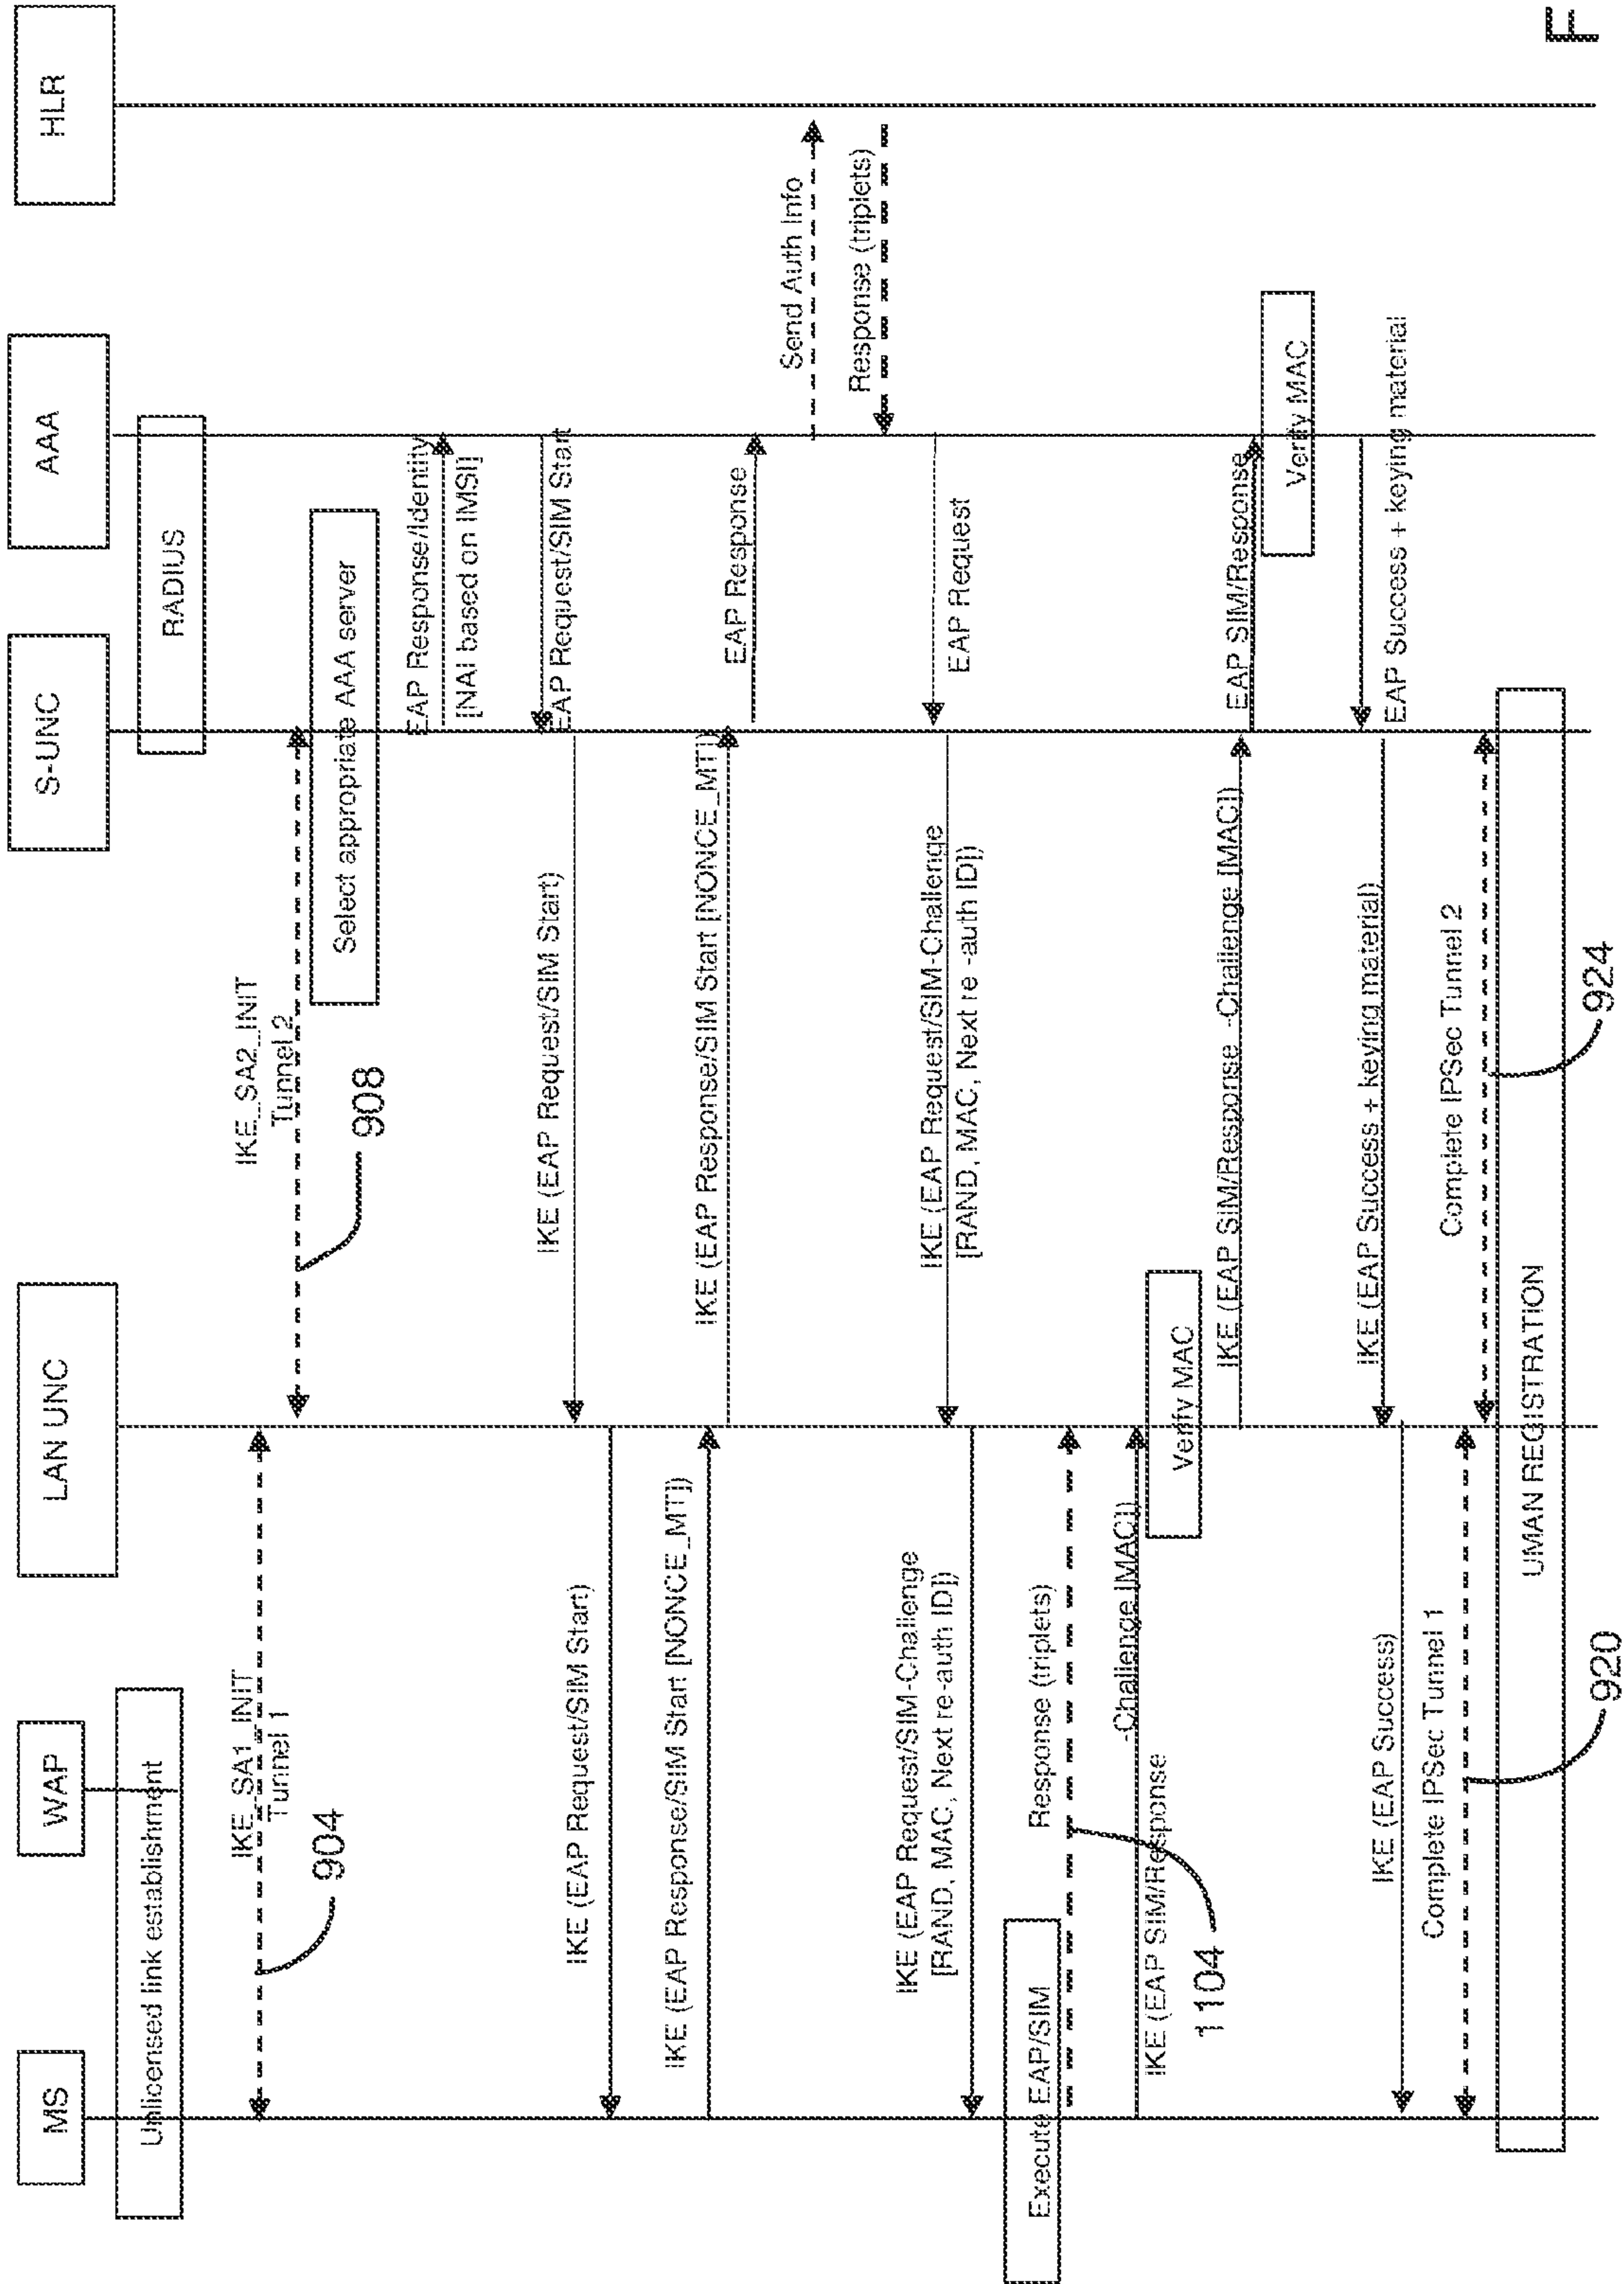 MS
WAP
LAN UNC
S-UNC
AAA
HLR
Unlicensed link establishment
RADIUS
IKE_SA1_INIT
Tunnel 1
904
IKE_SA2_INIT
Tunnel 2
908
Select appropriate AAA server
EAP Response/Identity
[NAI based on IMSI]
EAP Request/SIM Start
IKE (EAP Request/SIM Start)
IKE (EAP Request/SIM Start)
IKE (EAP Response/SIM Start [NONCE_MT])
IKE (EAP Response/SIM Start [NONCE_MT])
EAP Response
Send Auth Info
Response (triplets)
EAP Request
IKE (EAP Request/SIM-Challenge
[RAND, MAC, Next re -auth ID])
IKE (EAP Request/SIM-Challenge
[RAND, MAC, Next re-auth ID])
Execute EAP/SIM
Response (triplets)
1104
IKE (EAP SIM/Response
-Challenge [MAC])
Verify MAC
IKE (EAP SIM/Response -Challenge [MAC])
EAP SIM/Response
Verify MAC
EAP Success + keying material
IKE (EAP Success + keying material)
IKE (EAP Success)
Complete IPSec Tunnel 1
920
Complete IPSec Tunnel 2
924
UMAN REGISTRATION
F